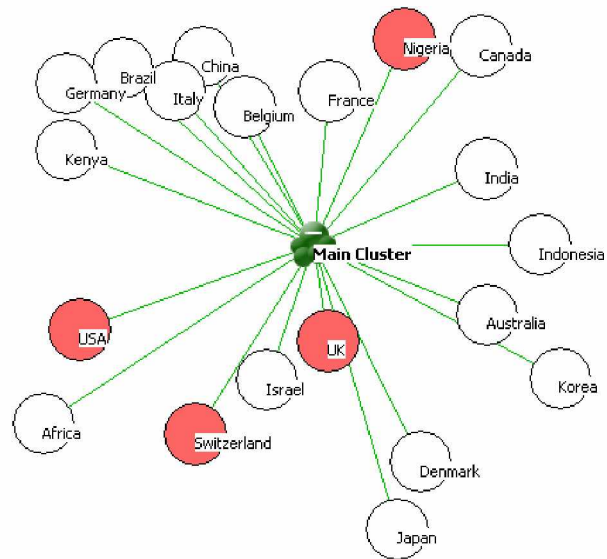 Nigeria
China
Canada
Brazil
Germany
Italy
France
Belgium
Kenya
India
Indonesia
Main Cluster
Australia
USA
UK
Israel
Korea
Africa
Switzerland
Denmark
Japan